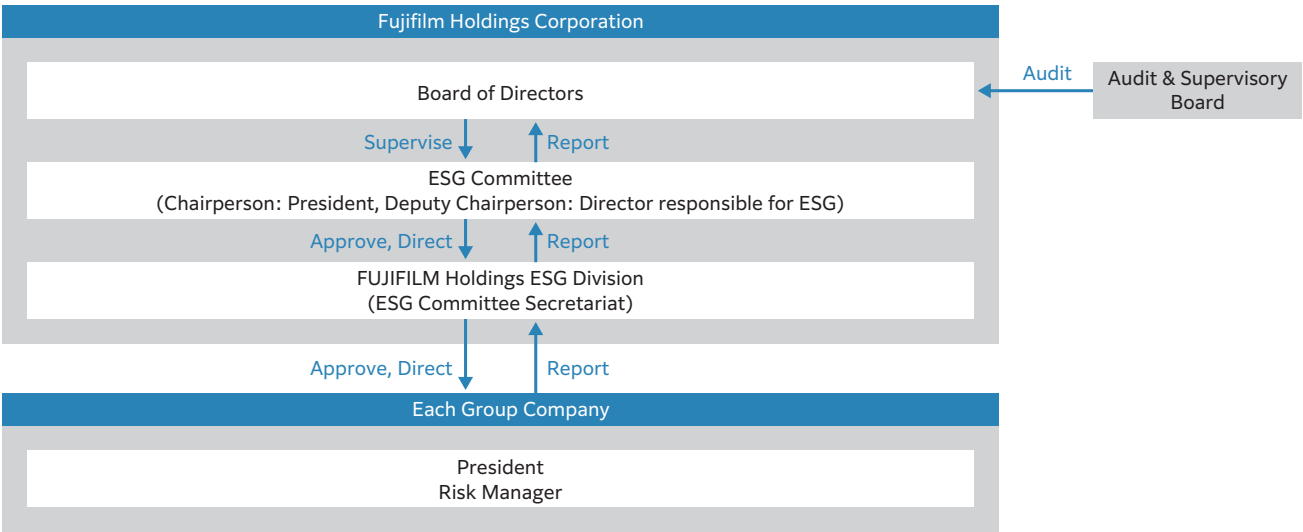 Fujifilm Holdings Corporation
Board of Directors
Audit
Audit & Supervisory
Board
Supervise
Report
ESG Committee
(Chairperson: President, Deputy Chairperson: Director responsible for ESG)
Approve, Direct
Report
FUJIFILM Holdings ESG Division
(ESG Committee Secretariat)
Approve, Direct
Report
Each Group Company
President
Risk Manager